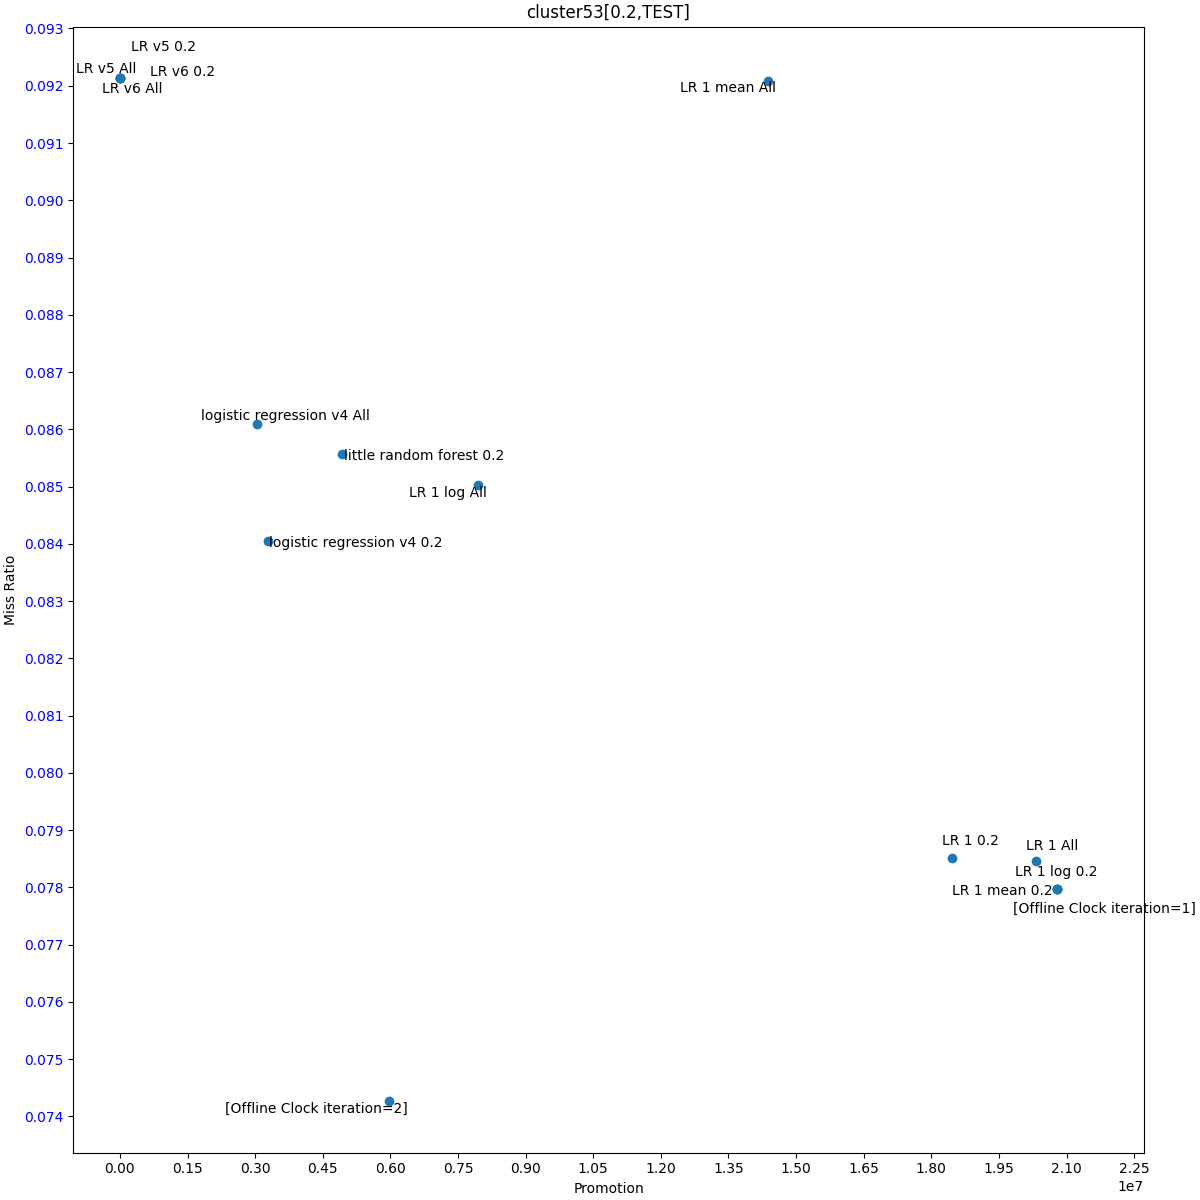 cluster53[0.2,TEST]
0.093
LR v5 0.2
LR v5 All
LR v6 0.2
0.092
LR v6 All
LR 1 mean All
0.091
0.090
0.089
0.088
0.087
logistic regression v4 All
0.086
little random forest 0.2
0.085
LR 1 log All
0.084
logistic regression v4 0.2
Miss Ratio
0.083
0.082
0.081
0.080
0.079
LR 1 0.2
LR 1 All
LR 1 log 0.2
0.078
LR 1 mean 0.2
[Offline Clock iteration=1]
0.077
0.076
0.075
[Offline Clock iteration=2]
0.074
0.00 0.15 0.30 0.45 0.60 0.75 0.90 1.05 1.20 1.35 1.50 1.65 1.80 1.95 2.10 2.25
1e7
Promotion